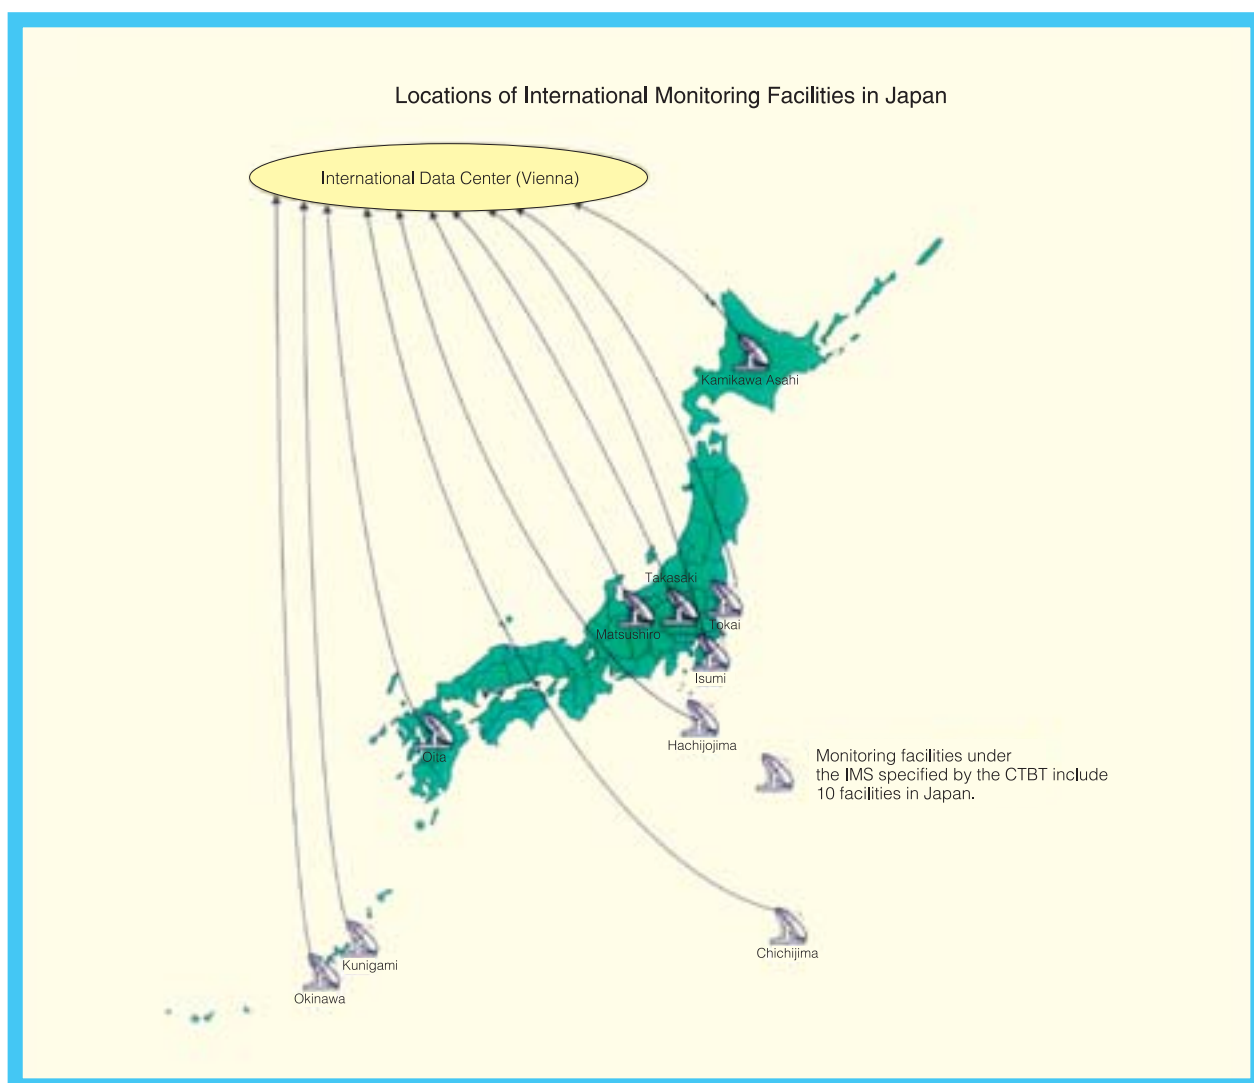 Locations of International Monitoring Facilities in Japan
International Data Center (Vienna)
Kamikawa Asahi
Takasaki
Matsushiro
Tokai
Isumi
Hachijojima
Oita
Monitoring facilities under
the IMS specified by the CTBT include
10 facilities in Japan.
Chichijima
Kunigami
Okinawa